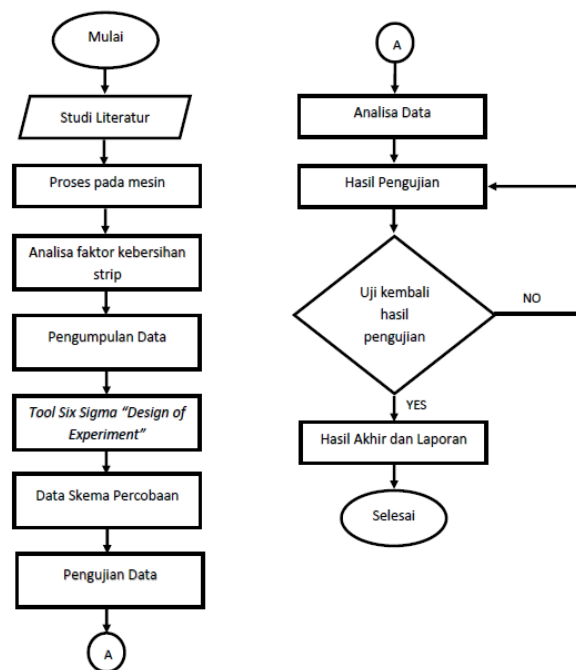 Mulai
Studi Literatur
Proses pada mesin
Analisa faktor kebersihan
strip
Pengumpulan Data
Tool Six Sigma “Design of
Experiment”
Data Skema Percobaan
Pengujian Data
A
A
Analisa Data
Hasil Pengujian
Uji kembali
hasil
pengujian
NO
YES
Hasil Akhir dan Laporan
Selesai